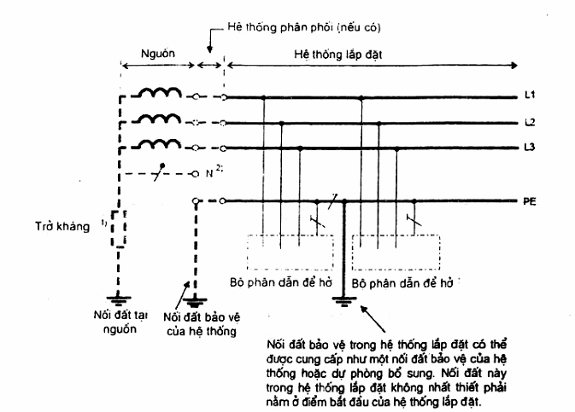 Hệ thống phân phối (nếu có)
Nguồn
Hệ thống lắp đặt
L1
L2
L3
N 2)
PE
Trở kháng 1)
Bộ phân dẫn để hở
Bộ phân dẫn để hở
Nối đất tại
nguồn
Nối đất bảo vệ
của hệ thống
Nối đất bảo vệ trong hệ thống lắp đặt có thể
được cung cấp như một nối đất bảo vệ của hệ
thống hoặc dự phòng bổ sung. Nối đất này
trong hệ thống lắp đặt không nhất thiết phải
nằm ở điểm bắt đầu của hệ thống lắp đặt.